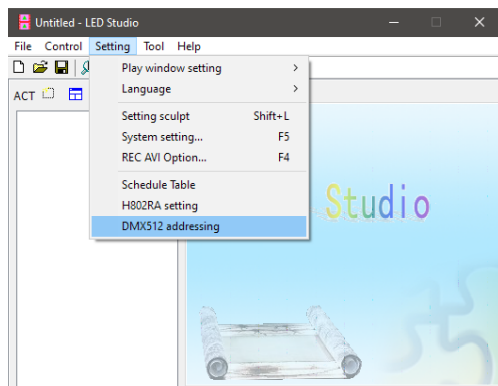 Untitled - LED Studio
File Control Setting Tool Help
ACT
Play window setting
Language
Setting sculpt Shift+L
System setting... F5
REC AVI Option... F4
Schedule Table
H802RA setting
DMX512 addressing
Studio